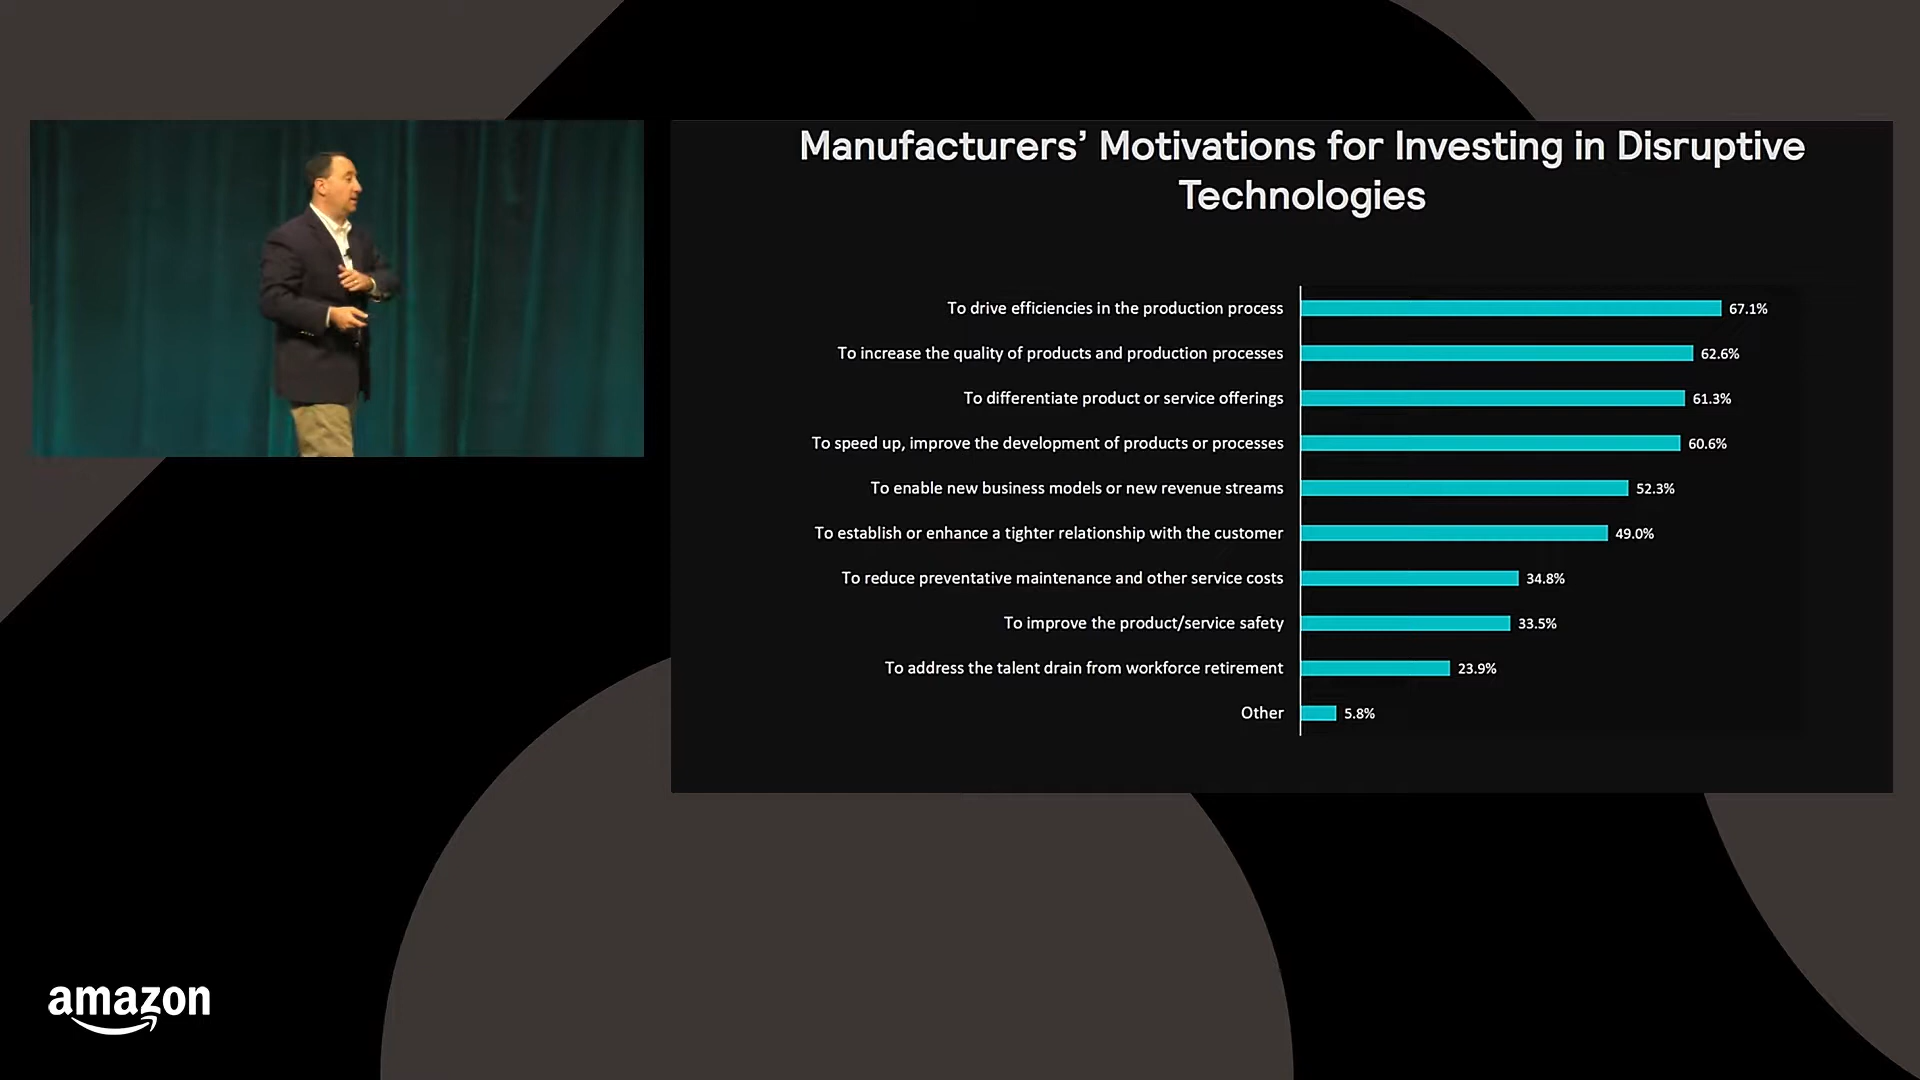 Manufacturers’ Motivations for Investing in Disruptive
Technologies
To drive efficiencies in the production process 67.1%
To increase the quality of products and production processes 62.6%
To differentiate product or service offerings 61.3%
To speed up, improve the development of products or processes 60.6%
To enable new business models or new revenue streams 52.3%
To establish or enhance a tighter relationship with the customer 49.0%
To reduce preventative maintenance and other service costs 34.8%
To improve the product/service safety 33.5%
To address the talent drain from workforce retirement 23.9%
Other 5.8%
amazon